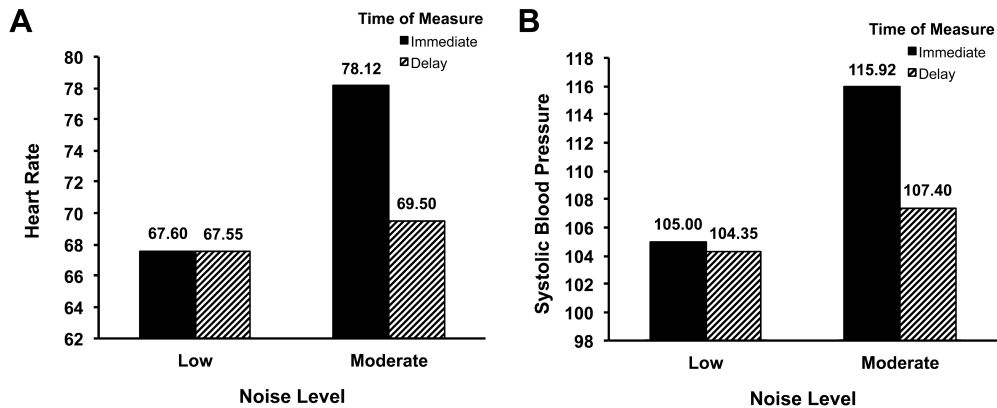 A
Time of Measure
Immediate
Delay
Heart Rate
80
78
76
74
72
70
68
66
64
62
67.60
67.55
78.12
69.50
Low
Moderate
Noise Level
B
Time of Measure
Immediate
Delay
Systolic Blood Pressure
118
116
114
112
110
108
106
104
102
100
98
105.00
104.35
115.92
107.40
Low
Moderate
Noise Level